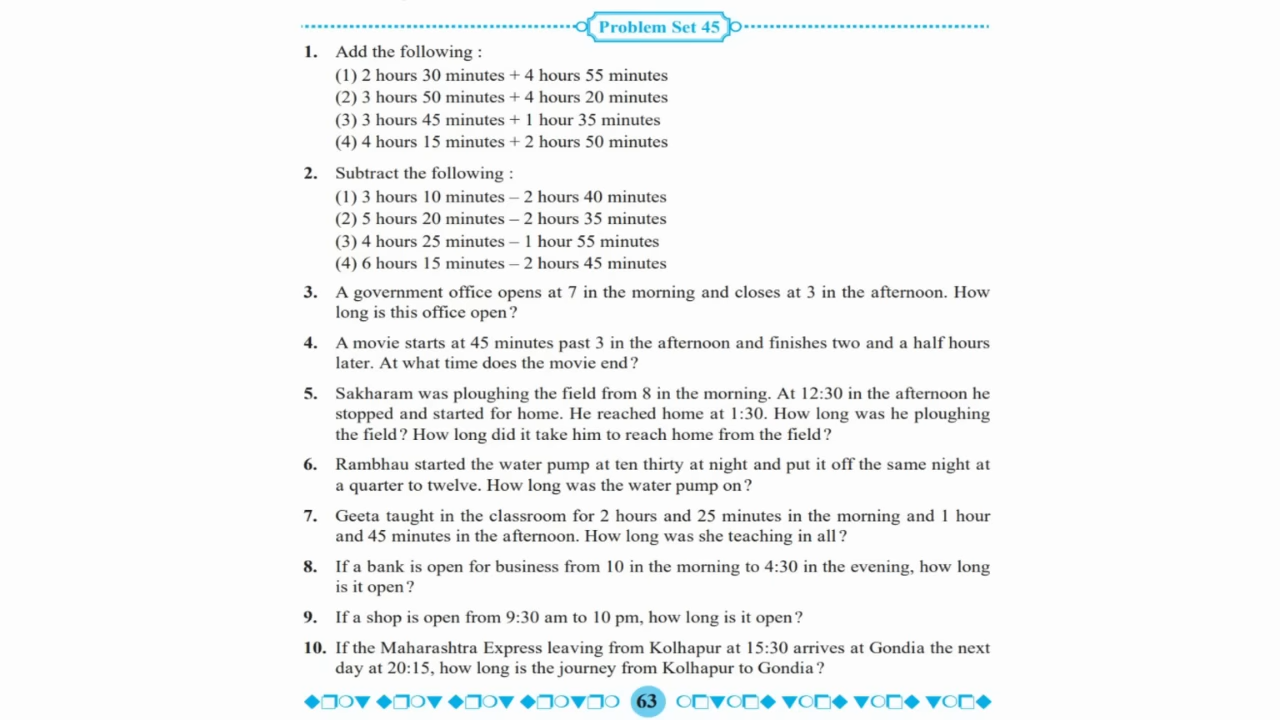 Problem Set 45
1. Add the following :
(1) 2 hours 30 minutes + 4 hours 55 minutes
(2) 3 hours 50 minutes + 4 hours 20 minutes
(3) 3 hours 45 minutes + 1 hour 35 minutes
(4) 4 hours 15 minutes + 2 hours 50 minutes
2. Subtract the following :
(1) 3 hours 10 minutes – 2 hours 40 minutes
(2) 5 hours 20 minutes – 2 hours 35 minutes
(3) 4 hours 25 minutes – 1 hour 55 minutes
(4) 6 hours 15 minutes – 2 hours 45 minutes
3. A government office opens at 7 in the morning and closes at 3 in the afternoon. How
long is this office open?
4. A movie starts at 45 minutes past 3 in the afternoon and finishes two and a half hours
later. At what time does the movie end?
5. Sakharam was ploughing the field from 8 in the morning. At 12:30 in the afternoon he
stopped and started for home. He reached home at 1:30. How long was he ploughing
the field? How long did it take him to reach home from the field?
6. Rambhau started the water pump at ten thirty at night and put it off the same night at
a quarter to twelve. How long was the water pump on?
7. Geeta taught in the classroom for 2 hours and 25 minutes in the morning and 1 hour
and 45 minutes in the afternoon. How long was she teaching in all?
8. If a bank is open for business from 10 in the morning to 4:30 in the evening, how long
is it open?
9. If a shop is open from 9:30 am to 10 pm, how long is it open?
10. If the Maharashtra Express leaving from Kolhapur at 15:30 arrives at Gondia the next
day at 20:15, how long is the journey from Kolhapur to Gondia?
63